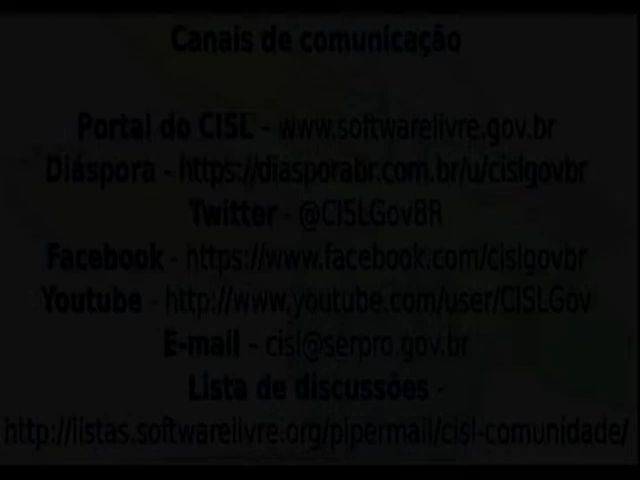 Canais de comunicação
Portal do CISL - www.softwarelivre.gov.br
Diáspora - https://diasporabr.com.br/u/cislgovbr
Twitter - @CISLGovBR
Facebook - https://www.facebook.com/cislgovbr
Youtube - http://www.youtube.com/user/CISLGov
E-mail - cisl@serpro.gov.br
Lista de discussões -
http://listas.softwarelivre.org/pipermail/cisl-comunidade/